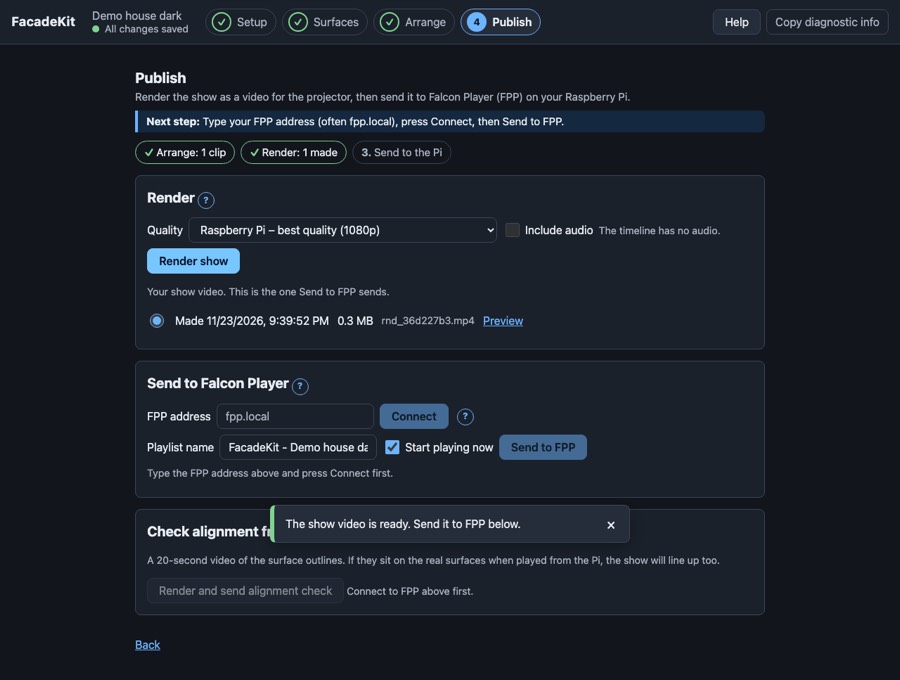 FacadeKit
Demo house dark
All changes saved
Setup
Surfaces
Arrange
4 Publish
Help
Copy diagnostic info
Publish
Render the show as a video for the projector, then send it to Falcon Player (FPP) on your Raspberry Pi.
Next step: Type your FPP address (often fpp.local), press Connect, then Send to FPP.
✓ Arrange: 1 clip
✓ Render: 1 made
3. Send to the Pi
Render ?
Quality Raspberry Pi – best quality (1080p) Include audio The timeline has no audio.
Render show
Your show video. This is the one Send to FPP sends.
Made 11/23/2026, 9:39:52 PM 0.3 MB rnd_36d227b3.mp4 Preview
Send to Falcon Player ?
FPP address fpp.local Connect ?
Playlist name FacadeKit - Demo house da Start playing now Send to FPP
Type the FPP address above and press Connect first.
The show video is ready. Send it to FPP below. ×
Check alignment
A 20-second video of the surface outlines. If they sit on the real surfaces when played from the Pi, the show will line up too.
Render and send alignment check Connect to FPP above first.
Back